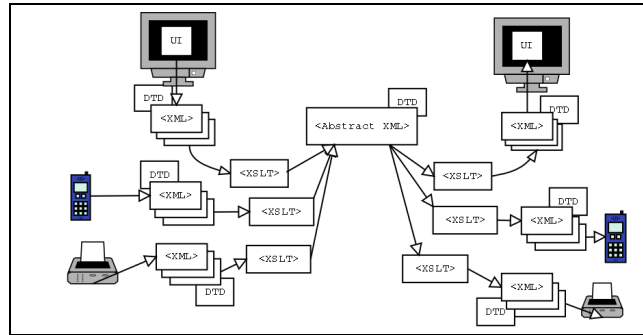 UI
UI
DTD
DTD
DTD
<XML>
<Abstract XML>
<XML>
<XSLT>
<XSLT>
DTD
DTD
<XML>
<XSLT>
<XSLT>
<XML>
<XML>
<XSLT>
<XSLT>
<XML>
DTD
DTD